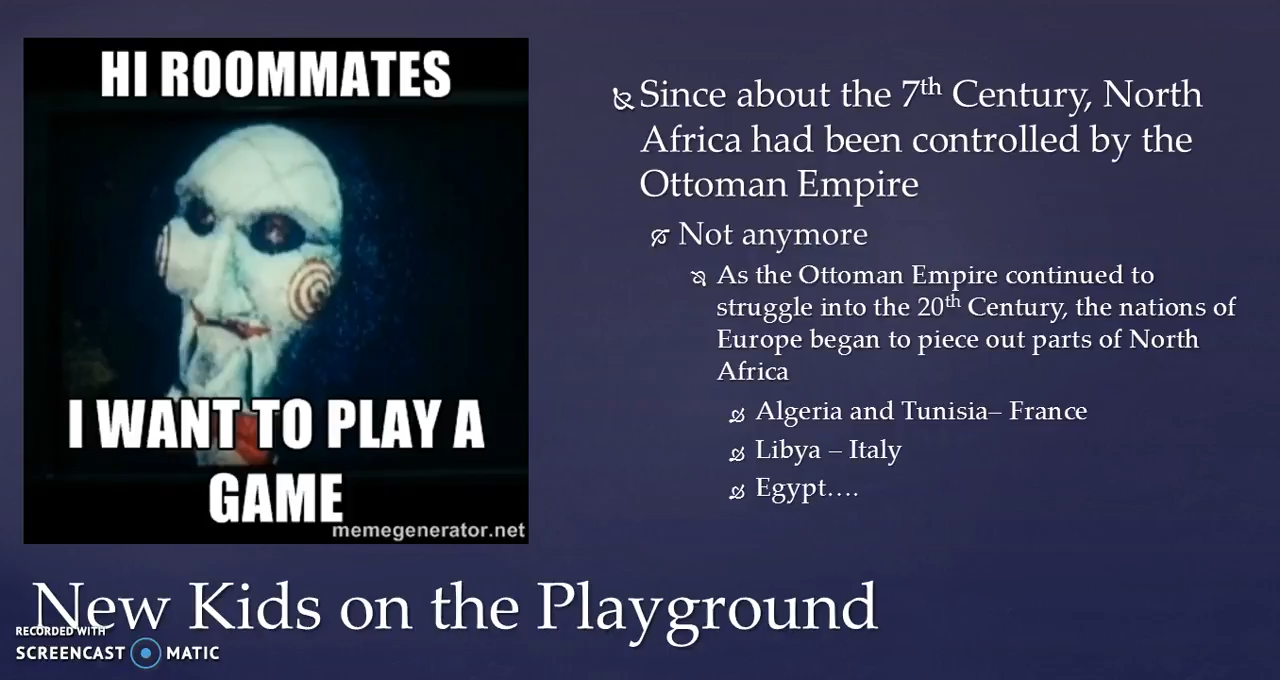 HI ROOMMATES
I WANT TO PLAY A
GAME
memegenerator.net
Since about the 7th Century, North
Africa had been controlled by the
Ottoman Empire
Not anymore
As the Ottoman Empire continued to
struggle into the 20th Century, the nations of
Europe began to piece out parts of North
Africa
Algeria and Tunisia– France
Libya – Italy
Egypt….
New Kids on the Playground
RECORDED WITH
SCREENCAST MATIC